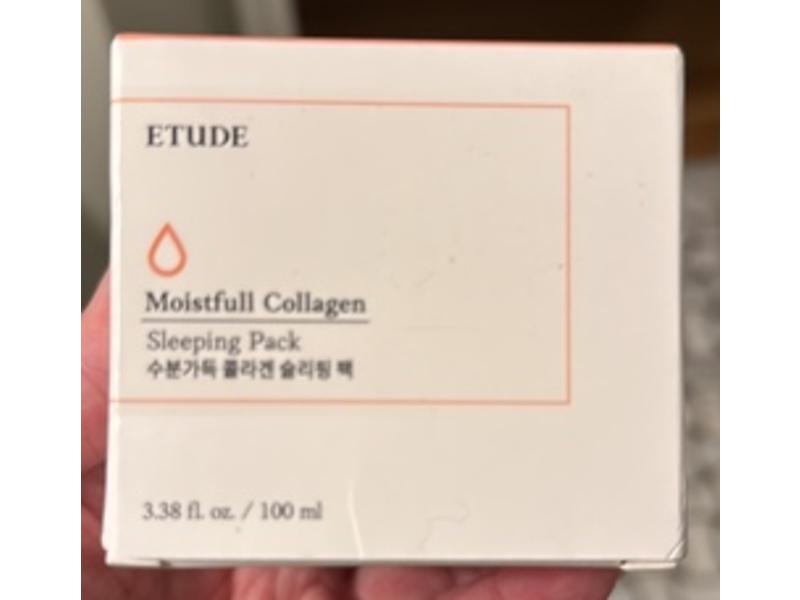 ETUDE
Moistfull Collagen
Sleeping Pack
수분가득 콜라겐 슬리핑 팩
3.38 fl. oz. / 100 ml